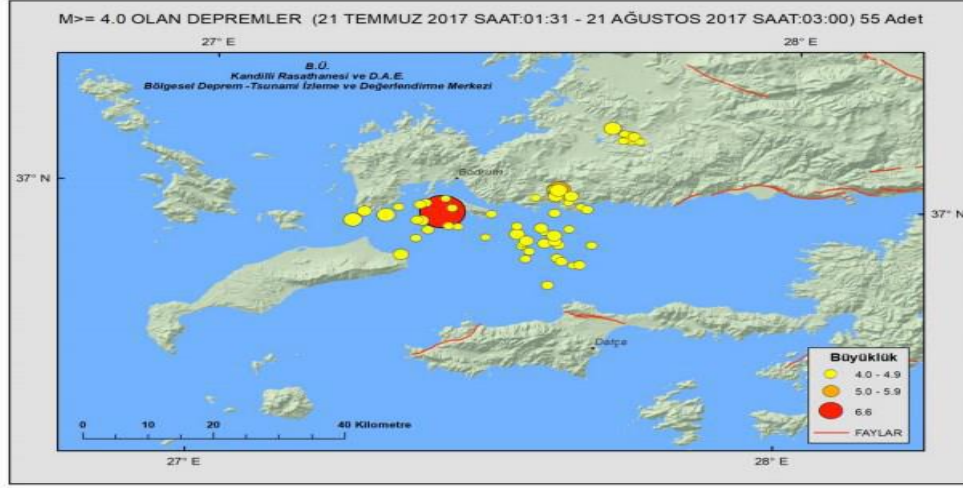 M>= 4.0 OLAN DEPREMLER (21 TEMMUZ 2017 SAAT:01:31 - 21 AĞUSTOS 2017 SAAT:03:00) 55 Adet
27° E
28° E
B.Ü.
Kandilli Rasathanesi ve D.A.E.
Bölgesel Deprem -Tsunami İzleme ve Değerlendirme Merkezi
37° N
Bodrum
37° N
Datça
Büyüklük
4.0 - 4.9
5.0 - 5.9
6.6
FAYLAR
0 10 20 40 Kilometre
27° E
28° E